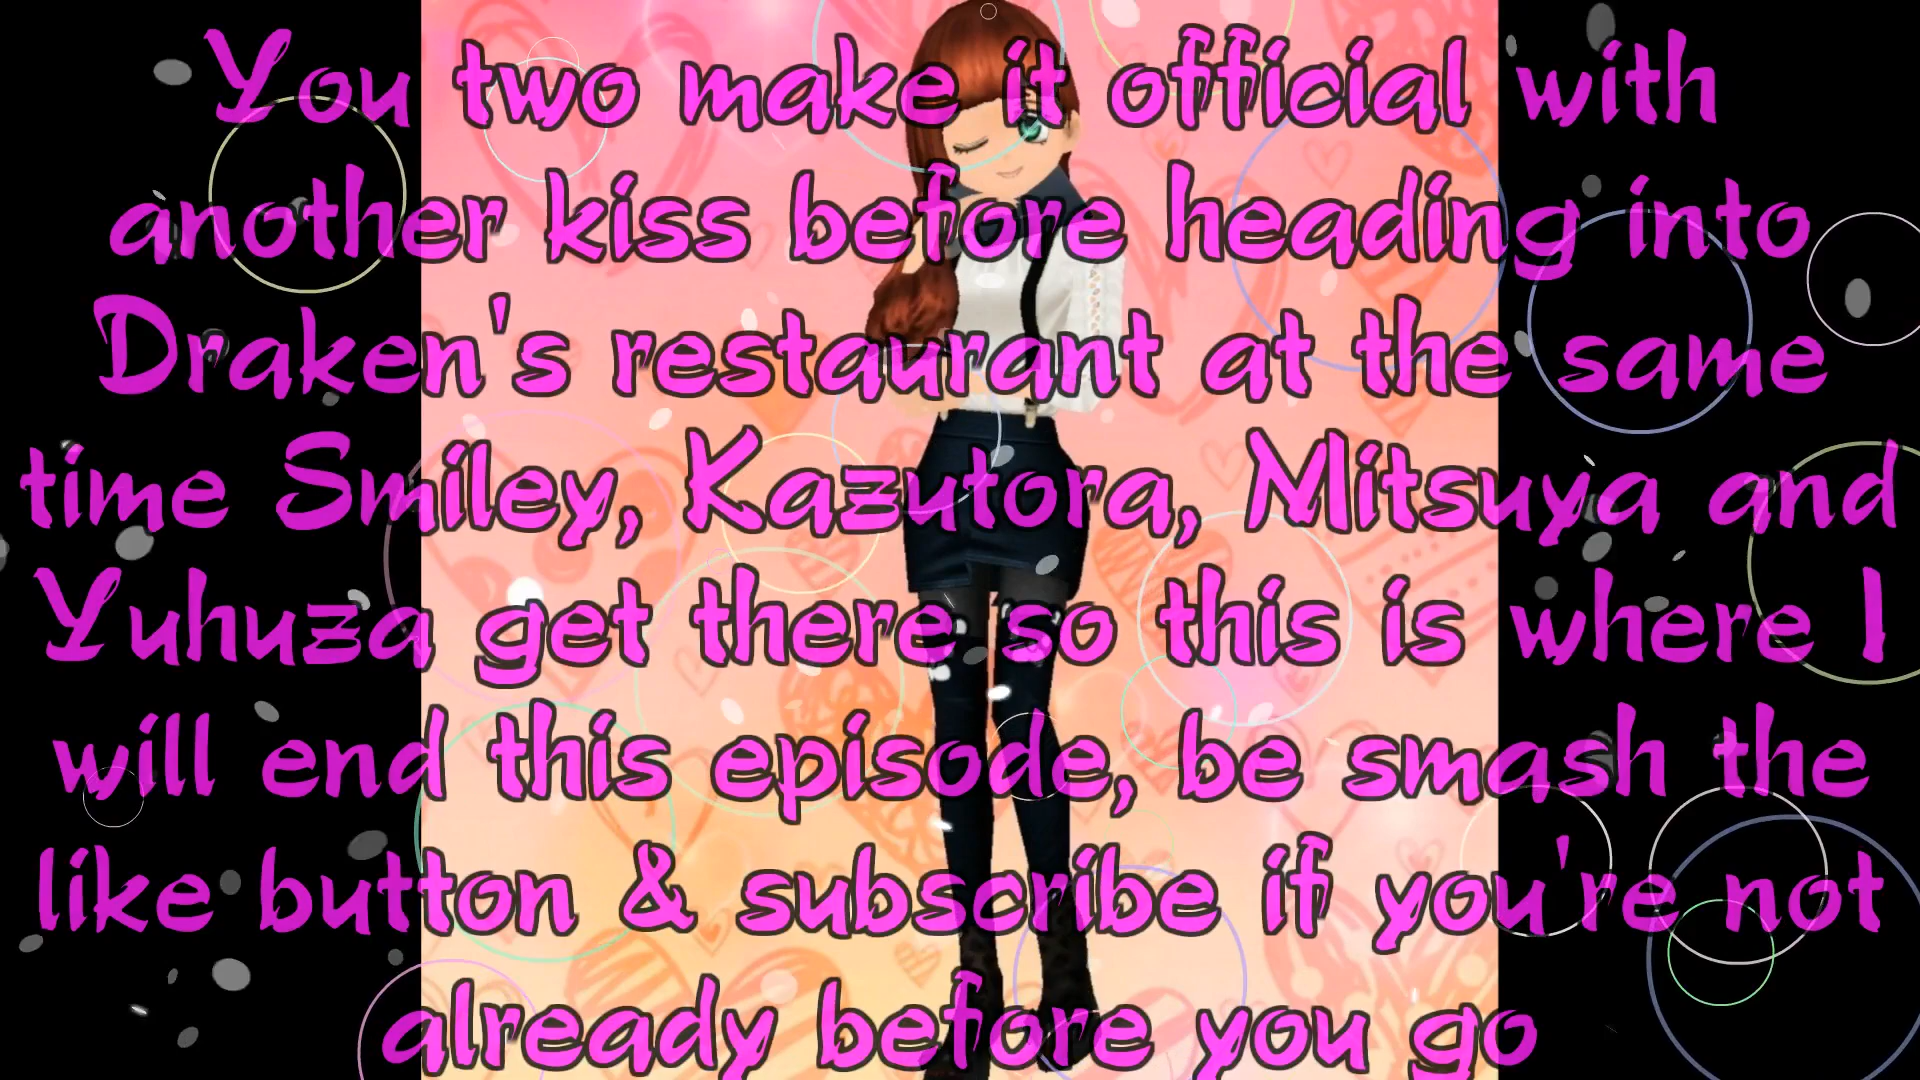 You two make it official with
another kiss before heading into
Draken's restaurant at the same
time Smiley, Kazutora, Mitsuya and
Yuhuza get there so this is where I
will end this episode, be smash the
like button & subscribe if you're not
already before you go